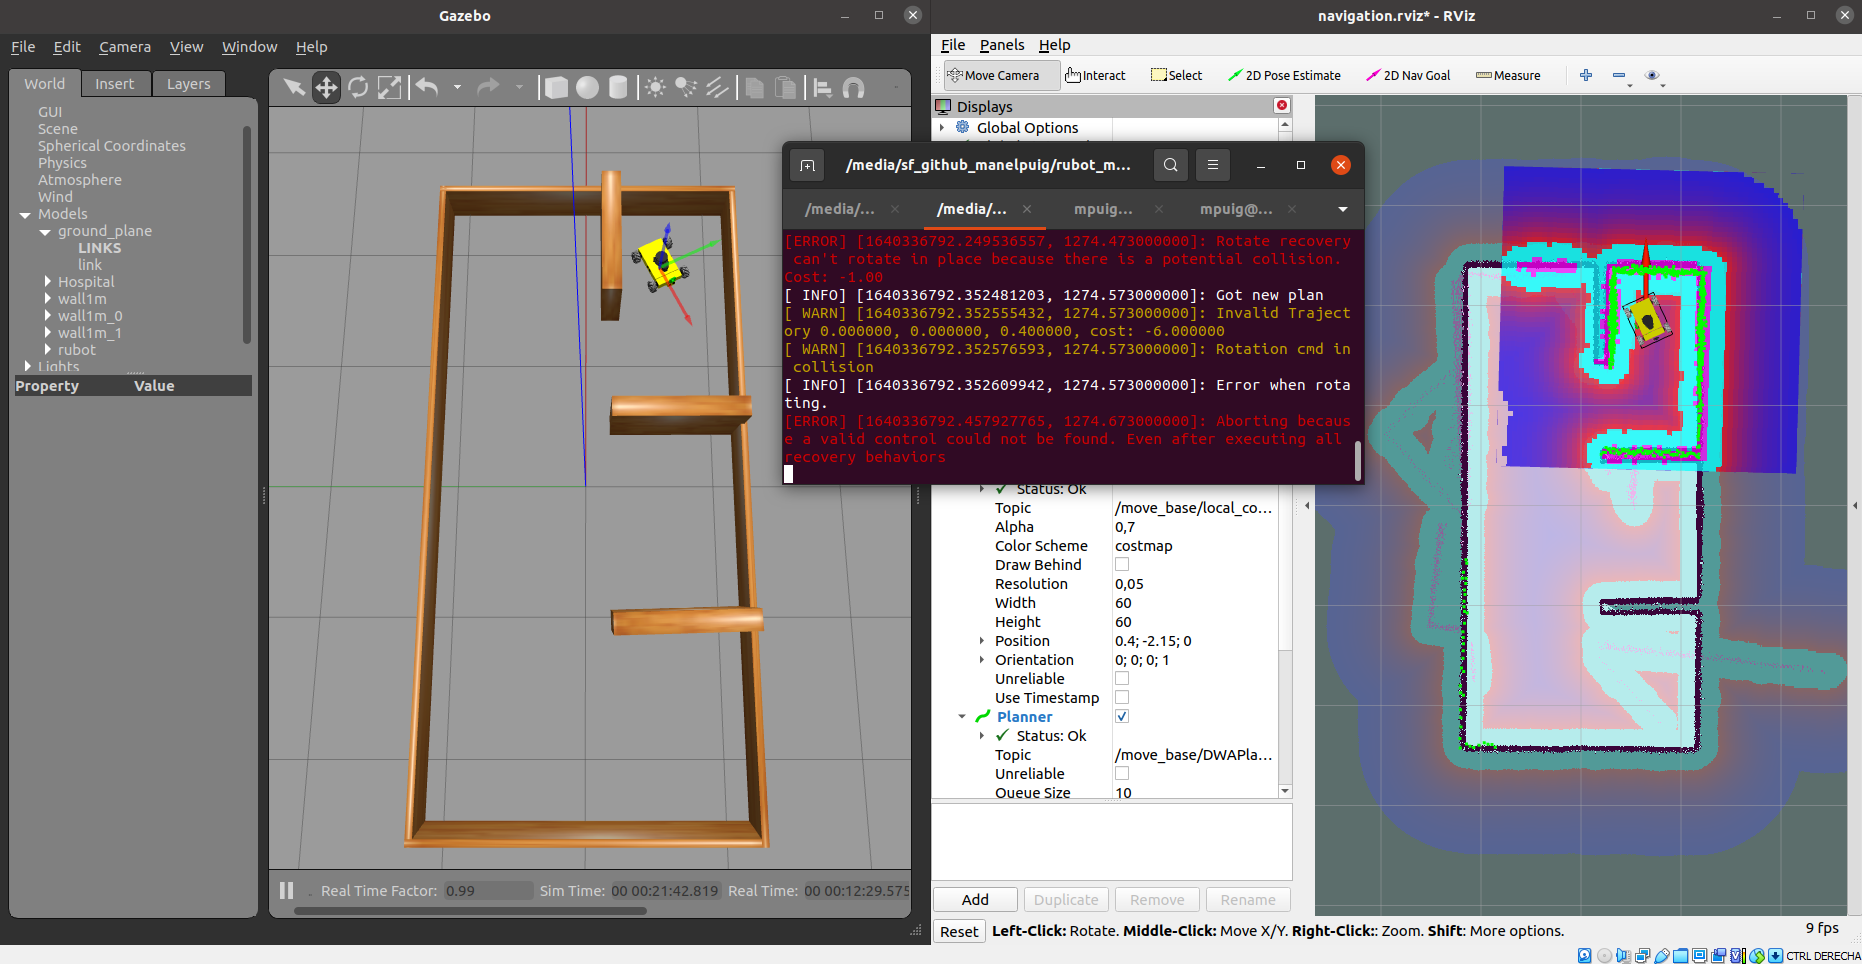 Gazebo
File Edit Camera View Window Help
World Insert Layers
GUI
Scene
Spherical Coordinates
Physics
Atmosphere
Wind
Models
ground_plane
LINKS
link
Hospital
wall1m
wall1m_0
wall1m_1
rubot
Lights
Property Value
Real Time Factor: 0.99 Sim Time: 00 00:21:42.819 Real Time: 00 00:12:29.575
navigation.rviz* - RViz
File Panels Help
Move Camera Interact Select 2D Pose Estimate 2D Nav Goal Measure
Displays
Global Options
/media/sf_github_manelpuig/rubot_m...
/media/... /media/... mpuig... mpuig@...
[ERROR] [1640336792.249536557, 1274.473000000]: Rotate recovery
can't rotate in place because there is a potential collision.
Cost: -1.00
[ INFO] [1640336792.352481203, 1274.573000000]: Got new plan
[ WARN] [1640336792.352555432, 1274.573000000]: Invalid Traject
ory 0.000000, 0.000000, 0.400000, cost: -6.000000
[ WARN] [1640336792.352576593, 1274.573000000]: Rotation cmd in
collision
[ INFO] [1640336792.352609942, 1274.573000000]: Error when rota
ting.
[ERROR] [1640336792.457927765, 1274.673000000]: Aborting becaus
e a valid control could not be found. Even after executing all
recovery behaviors
Status: Ok
Topic /move_base/local_co...
Alpha 0,7
Color Scheme costmap
Draw Behind
Resolution 0,05
Width 60
Height 60
Position 0.4; -2.15; 0
Orientation 0; 0; 0; 1
Unreliable
Use Timestamp
Planner
Status: Ok
Topic /move_base/DWAPla...
Unreliable
Queue Size 10
Add Duplicate Remove Rename
Reset Left-Click: Rotate. Middle-Click: Move X/Y. Right-Click:: Zoom. Shift: More options.
9 fps
CTRL DERECHA